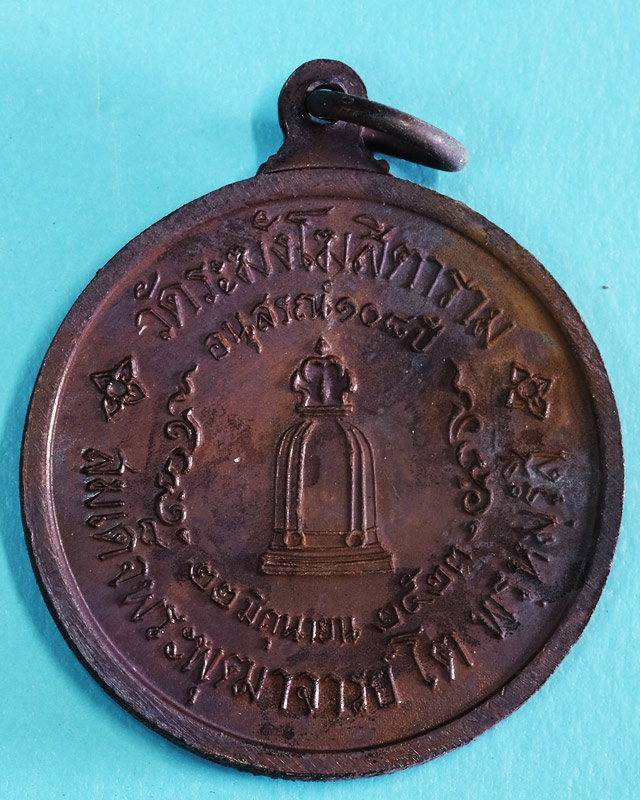 วัดระฆังโฆสิตาราม
อนุสรณ์๑๐๘ปี
๒๒ มิถุนายน ๒๕๒๓
สมเด็จพระพุฒาจารย์ โต พรหมรังสี